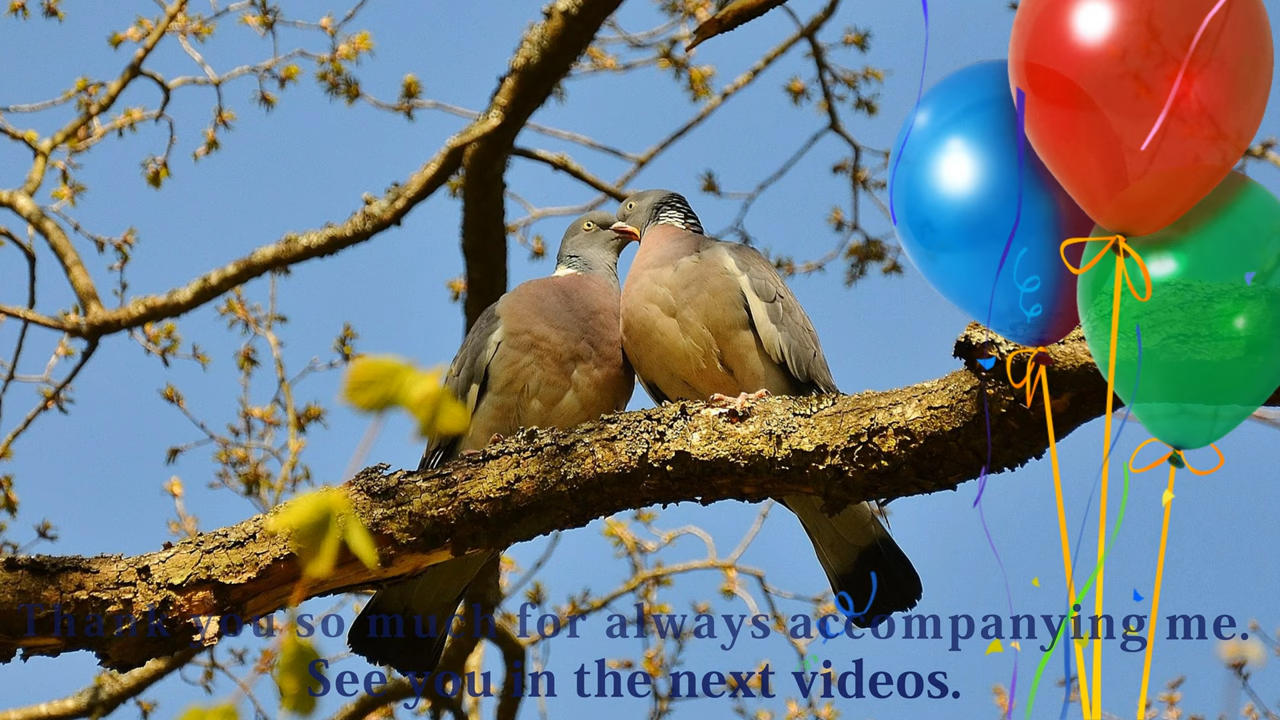 Thank you so much for always accompanying me.
See you in the next videos.